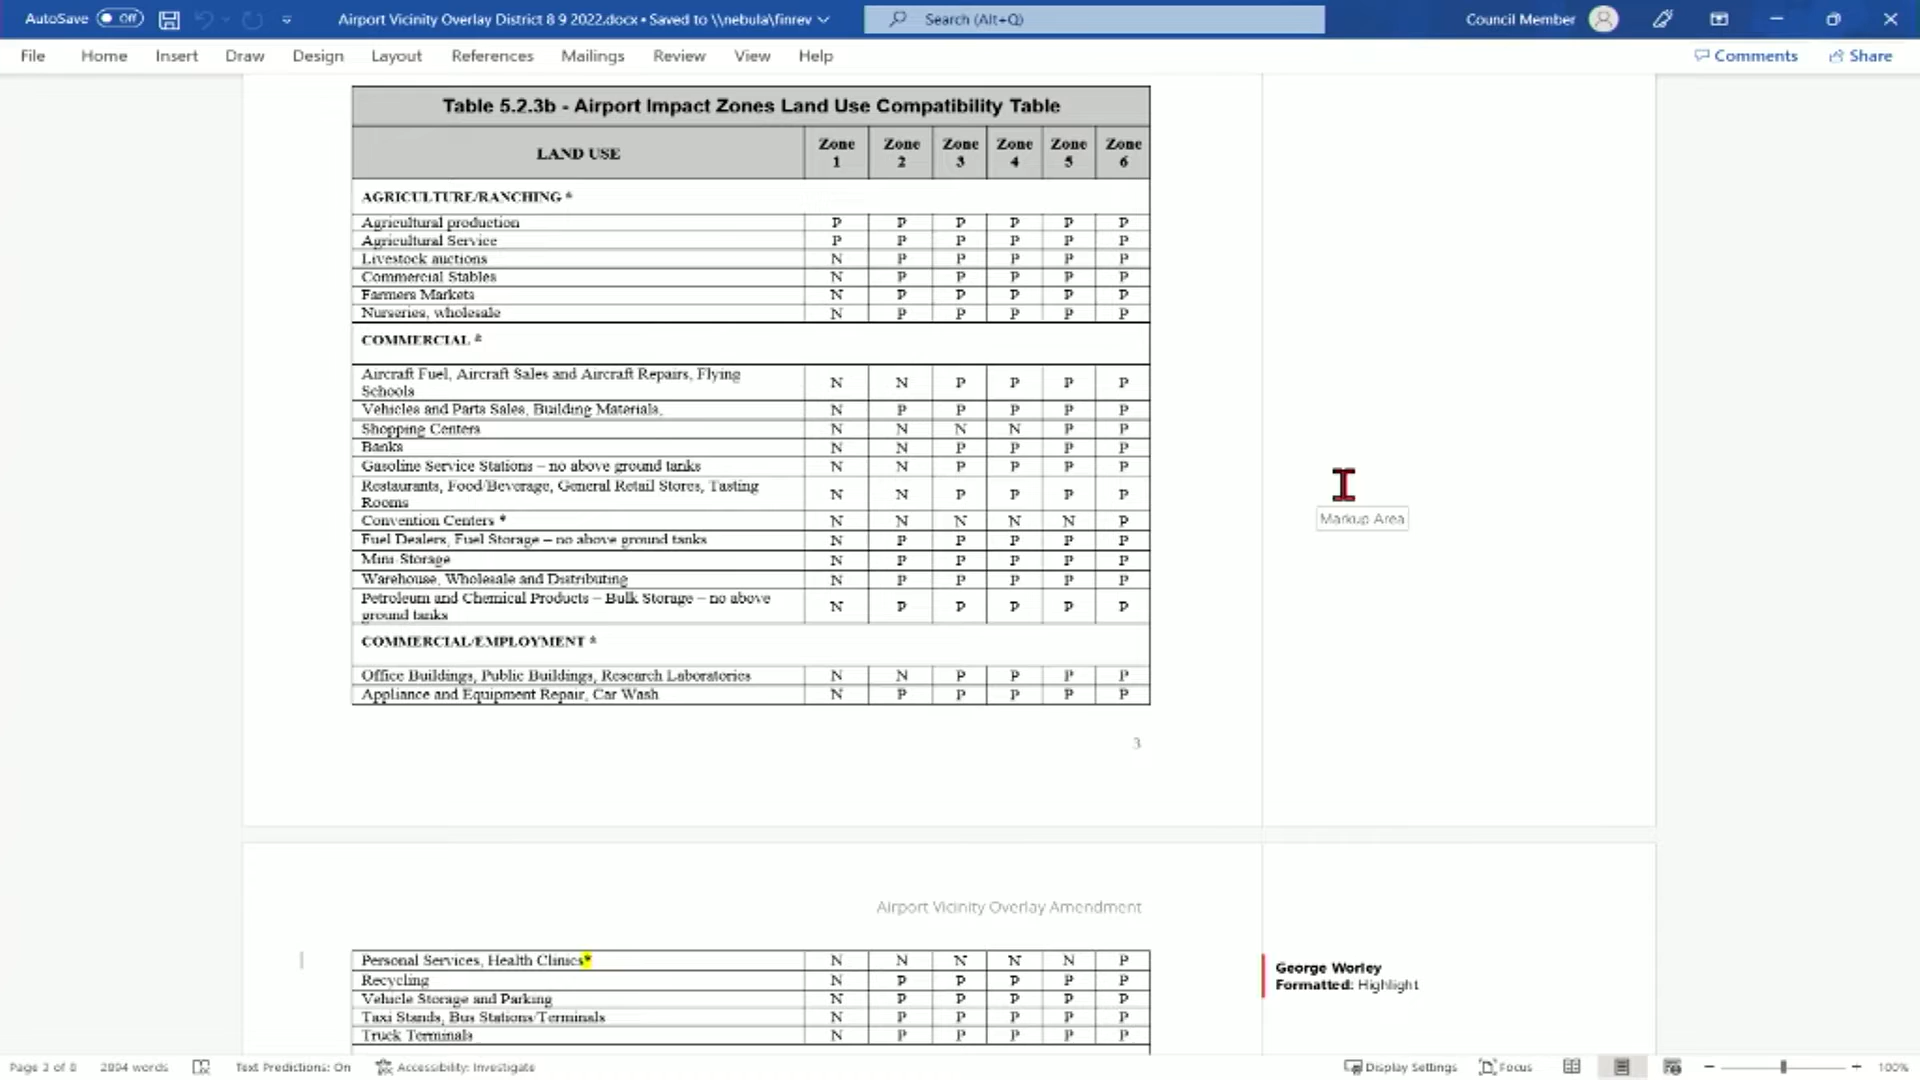 AutoSave Off Airport Vicinity Overlay District 8 9 2022.docx • Saved to \\nebula\finrev Search (Alt+Q) Council Member
File Home Insert Draw Design Layout References Mailings Review View Help Comments Share
Table 5.2.3b - Airport Impact Zones Land Use Compatibility Table
LAND USE Zone 1 Zone 2 Zone 3 Zone 4 Zone 5 Zone 6
AGRICULTURE/RANCHING *
Agricultural production P P P P P P
Agricultural Service P P P P P P
Livestock auctions N P P P P P
Commercial Stables N P P P P P
Farmers Markets N P P P P P
Nurseries, wholesale N P P P P P
COMMERCIAL *
Aircraft Fuel, Aircraft Sales and Aircraft Repairs, Flying
Schools N N P P P P
Vehicles and Parts Sales, Building Materials, N P P P P P
Shopping Centers N N N N P P
Banks N N P P P P
Gasoline Service Stations – no above ground tanks N N P P P P
Restaurants, Food/Beverage, General Retail Stores, Tasting
Rooms N N P P P P
Convention Centers * N N N N N P
Fuel Dealers, Fuel Storage – no above ground tanks N P P P P P
Mini-Storage N P P P P P
Warehouse, Wholesale and Distributing N P P P P P
Petroleum and Chemical Products – Bulk Storage – no above
ground tanks N P P P P P
COMMERCIAL/EMPLOYMENT *
Office Buildings, Public Buildings, Research Laboratories N N P P P P
Appliance and Equipment Repair, Car Wash N P P P P P
3
Markup Area
Airport Vicinity Overlay Amendment
Personal Services, Health Clinics* N N N N N P
Recycling N P P P P P
Vehicle Storage and Parking N P P P P P
Taxi Stands, Bus Stations/Terminals N P P P P P
Truck Terminals N P P P P P
George Worley
Formatted: Highlight
Page 3 of 8 2894 words Text Predictions: On Accessibility: Investigate Display Settings Focus 100%